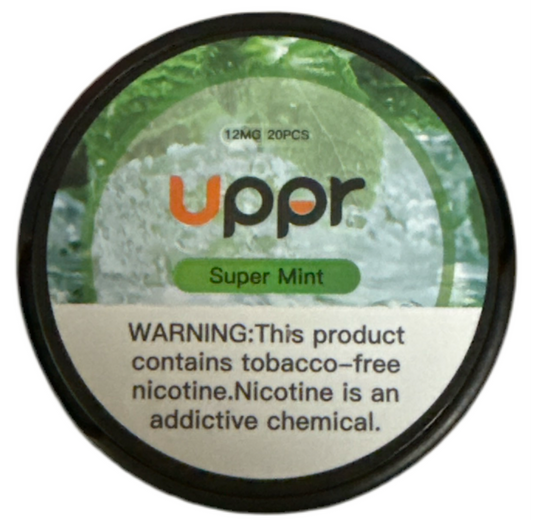 12MG 20PCS
uppr
Super Mint
WARNING:This product
contains tobacco-free
nicotine.Nicotine is an
addictive chemical.